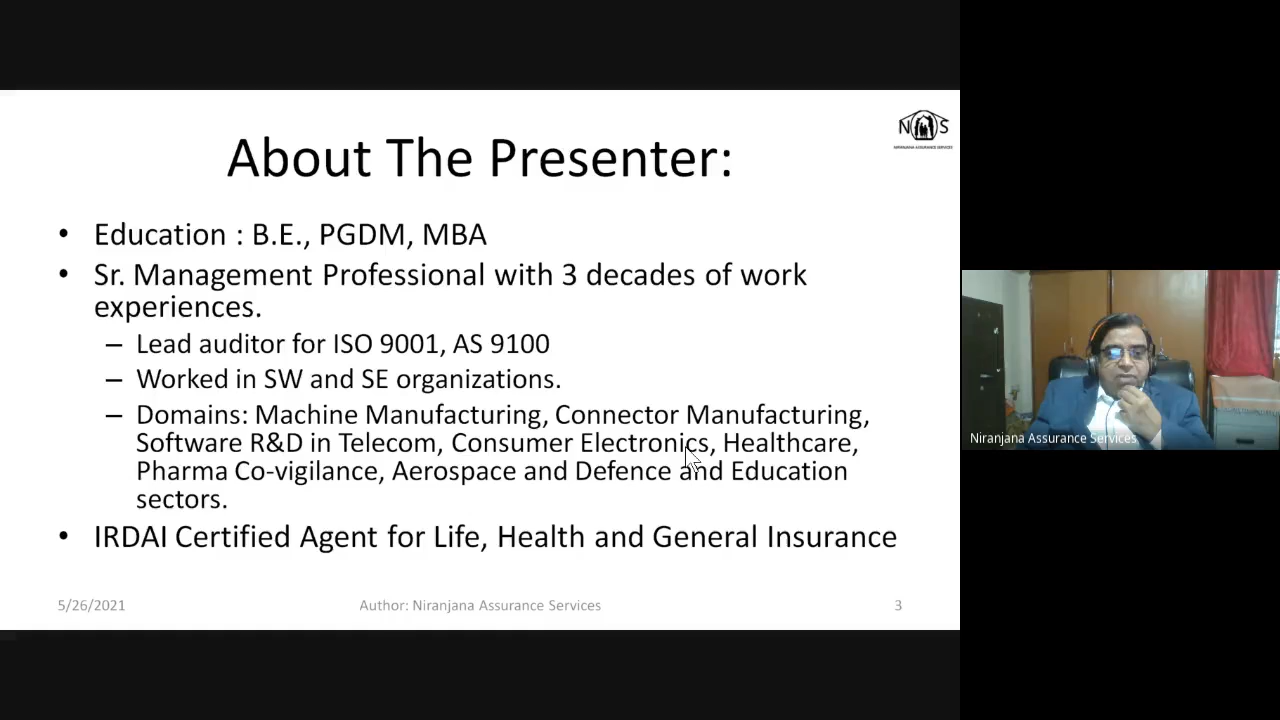 N S
NIRANJANA ASSURANCE SERVICES
About The Presenter:
• Education : B.E., PGDM, MBA
• Sr. Management Professional with 3 decades of work
experiences.
– Lead auditor for ISO 9001, AS 9100
– Worked in SW and SE organizations.
– Domains: Machine Manufacturing, Connector Manufacturing,
Software R&D in Telecom, Consumer Electronics, Healthcare,
Pharma Co-vigilance, Aerospace and Defence and Education
sectors.
• IRDAI Certified Agent for Life, Health and General Insurance
5/26/2021
Author: Niranjana Assurance Services
3
Niranjana Assurance Services